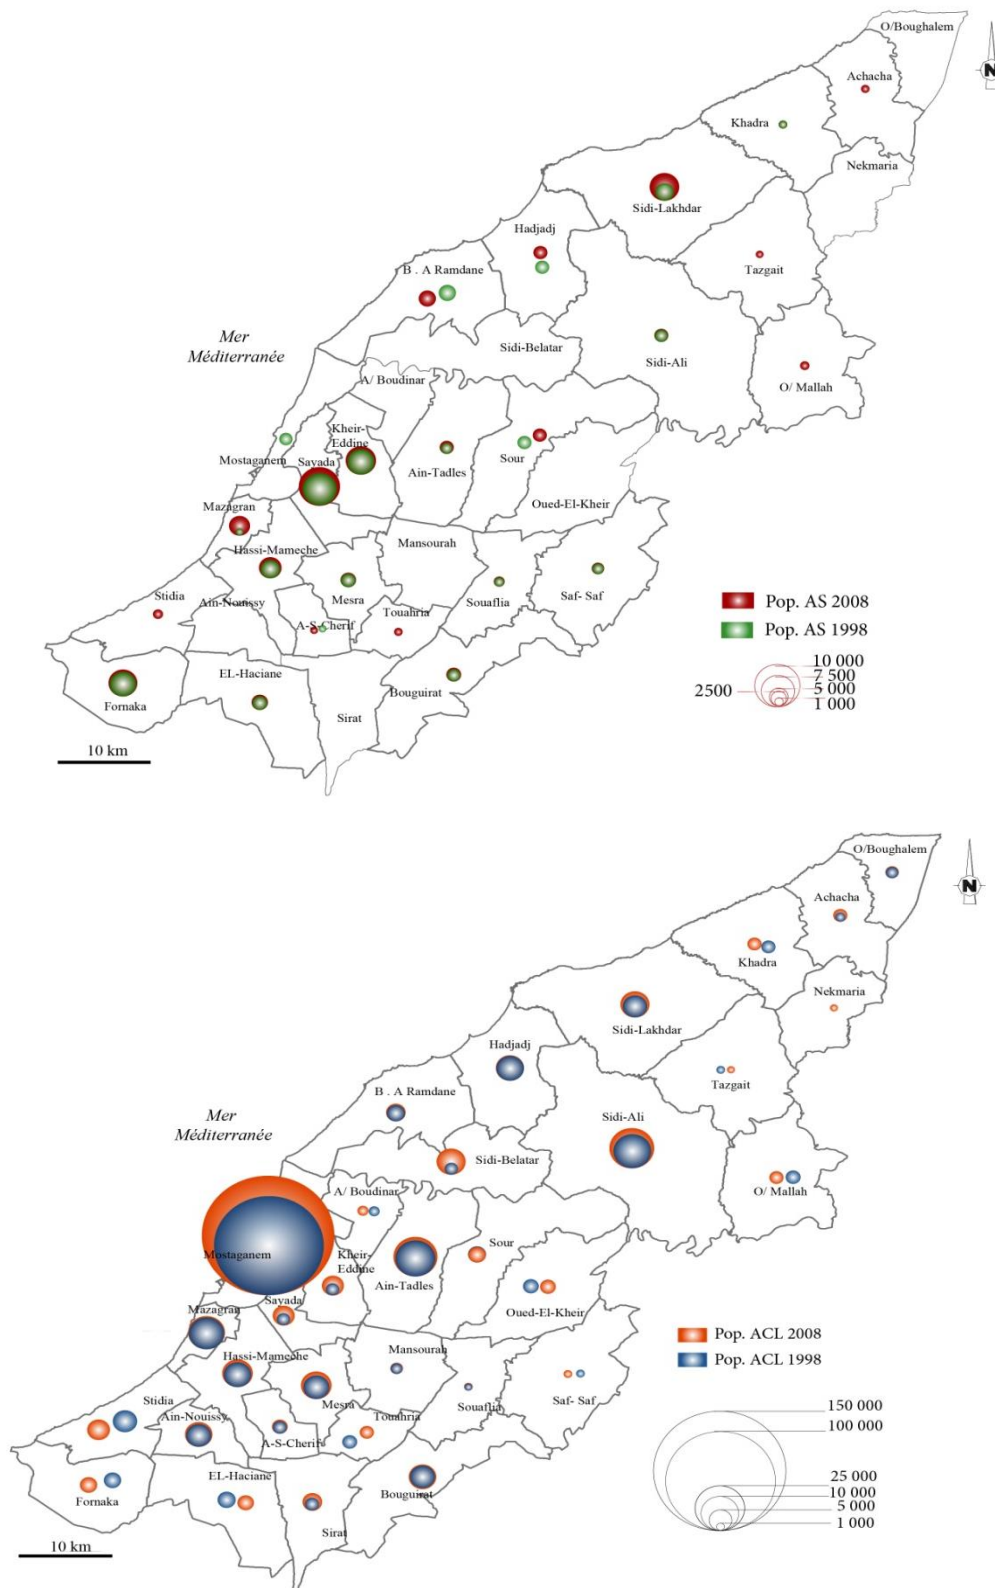 O/Boughalem
N
Achacha
Khadra
Nekmaria
Sidi-Lakhdar
Hadjadj
B . A Ramdane
Tazgait
Mer
Méditerranée
Sidi-Belatar
Sidi-Ali
A/ Boudinar
O/ Mallah
Kheir-
Eddine
Mostaganem
Sayada
Sour
Ain-Tadles
Oued-El-Kheir
Mazagran
Hassi-Mameche
Mansourah
Stidia
Ain-Nouissy
Mesra
Souaflia
Saf- Saf
A-S-Cherif
Touahria
EL-Haciane
Fornaka
Sirat
Bouguirat
Pop. AS 2008
Pop. AS 1998
10 000
7 500
5 000
2500
1 000
10 km
O/Boughalem
N
Achacha
Khadra
Nekmaria
Sidi-Lakhdar
Hadjadj
Tazgait
B . A Ramdane
Mer
Méditerranée
Sidi-Ali
Sidi-Belatar
A/ Boudinar
O/ Mallah
Mostaganem
Kheir-
Eddine
Sour
Ain-Tadles
Sayada
Oued-El-Kheir
Mazagran
Hassi-Mameche
Mansourah
Saf- Saf
Stidia
Ain-Nouissy
Mesra
Souaflia
Touahria
A-S-Cherif
EL-Haciane
Fornaka
Bouguirat
Sirat
Pop. ACL 2008
Pop. ACL 1998
150 000
100 000
25 000
10 000
5 000
1 000
10 km